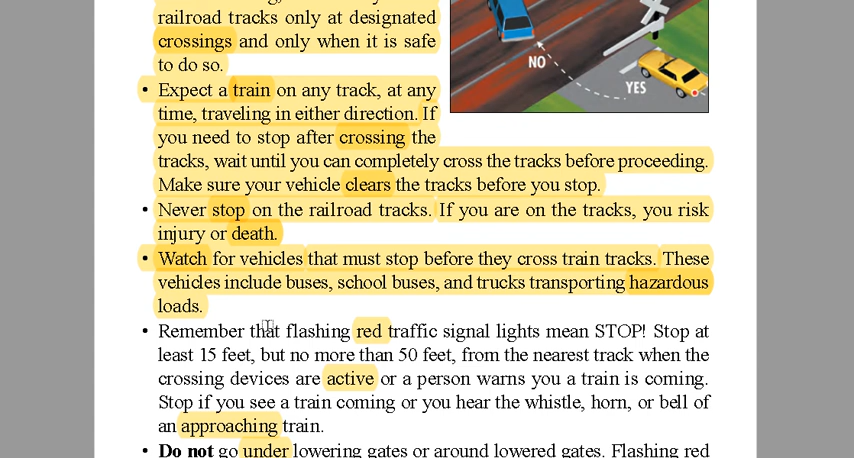 railroad tracks only at designated
crossings and only when it is safe
to do so.
NO
YES
• Expect a train on any track, at any
time, traveling in either direction. If
you need to stop after crossing the
tracks, wait until you can completely cross the tracks before proceeding.
Make sure your vehicle clears the tracks before you stop.
• Never stop on the railroad tracks. If you are on the tracks, you risk
injury or death.
• Watch for vehicles that must stop before they cross train tracks. These
vehicles include buses, school buses, and trucks transporting hazardous
loads.
• Remember that flashing red traffic signal lights mean STOP! Stop at
least 15 feet, but no more than 50 feet, from the nearest track when the
crossing devices are active or a person warns you a train is coming.
Stop if you see a train coming or you hear the whistle, horn, or bell of
an approaching train.
• Do not go under lowering gates or around lowered gates. Flashing red